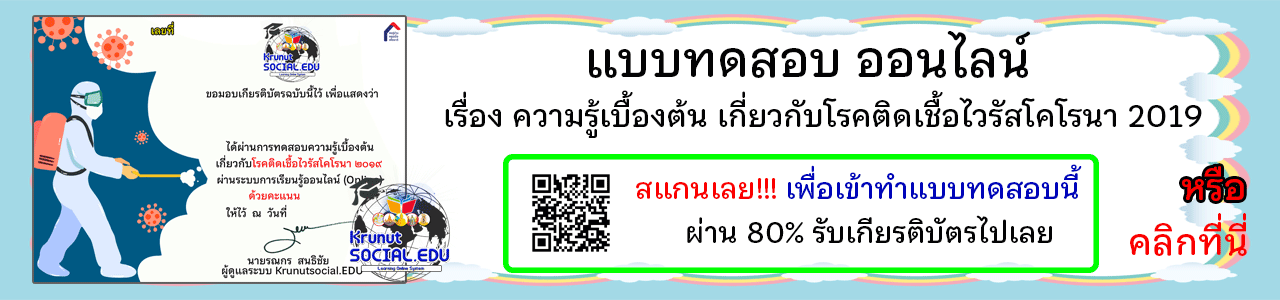 เลขที่
Krunut
SOCIAL.EDU
Learning Online System
ขอมอบเกียรติบัตรฉบับนี้ไว้ เพื่อแสดงว่า
ได้ผ่านการทดสอบความรู้เบื้องต้น
เกี่ยวกับโรคติดเชื้อไวรัสโคโรนา ๒๐๑๙
ผ่านระบบการเรียนรู้ออนไลน์ (Online)
ด้วยคะแนน
ให้ไว้ ณ วันที่
นายรณกร สนธิชัย
ผู้ดูแลระบบ Krunutsocial.EDU
Krunut
SOCIAL.EDU
Learning Online System
แบบทดสอบ ออนไลน์
เรื่อง ความรู้เบื้องต้น เกี่ยวกับโรคติดเชื้อไวรัสโคโรนา 2019
สแกนเลย!!! เพื่อเข้าทำแบบทดสอบนี้
ผ่าน 80% รับเกียรติบัตรไปเลย
หรือ
คลิกที่นี่